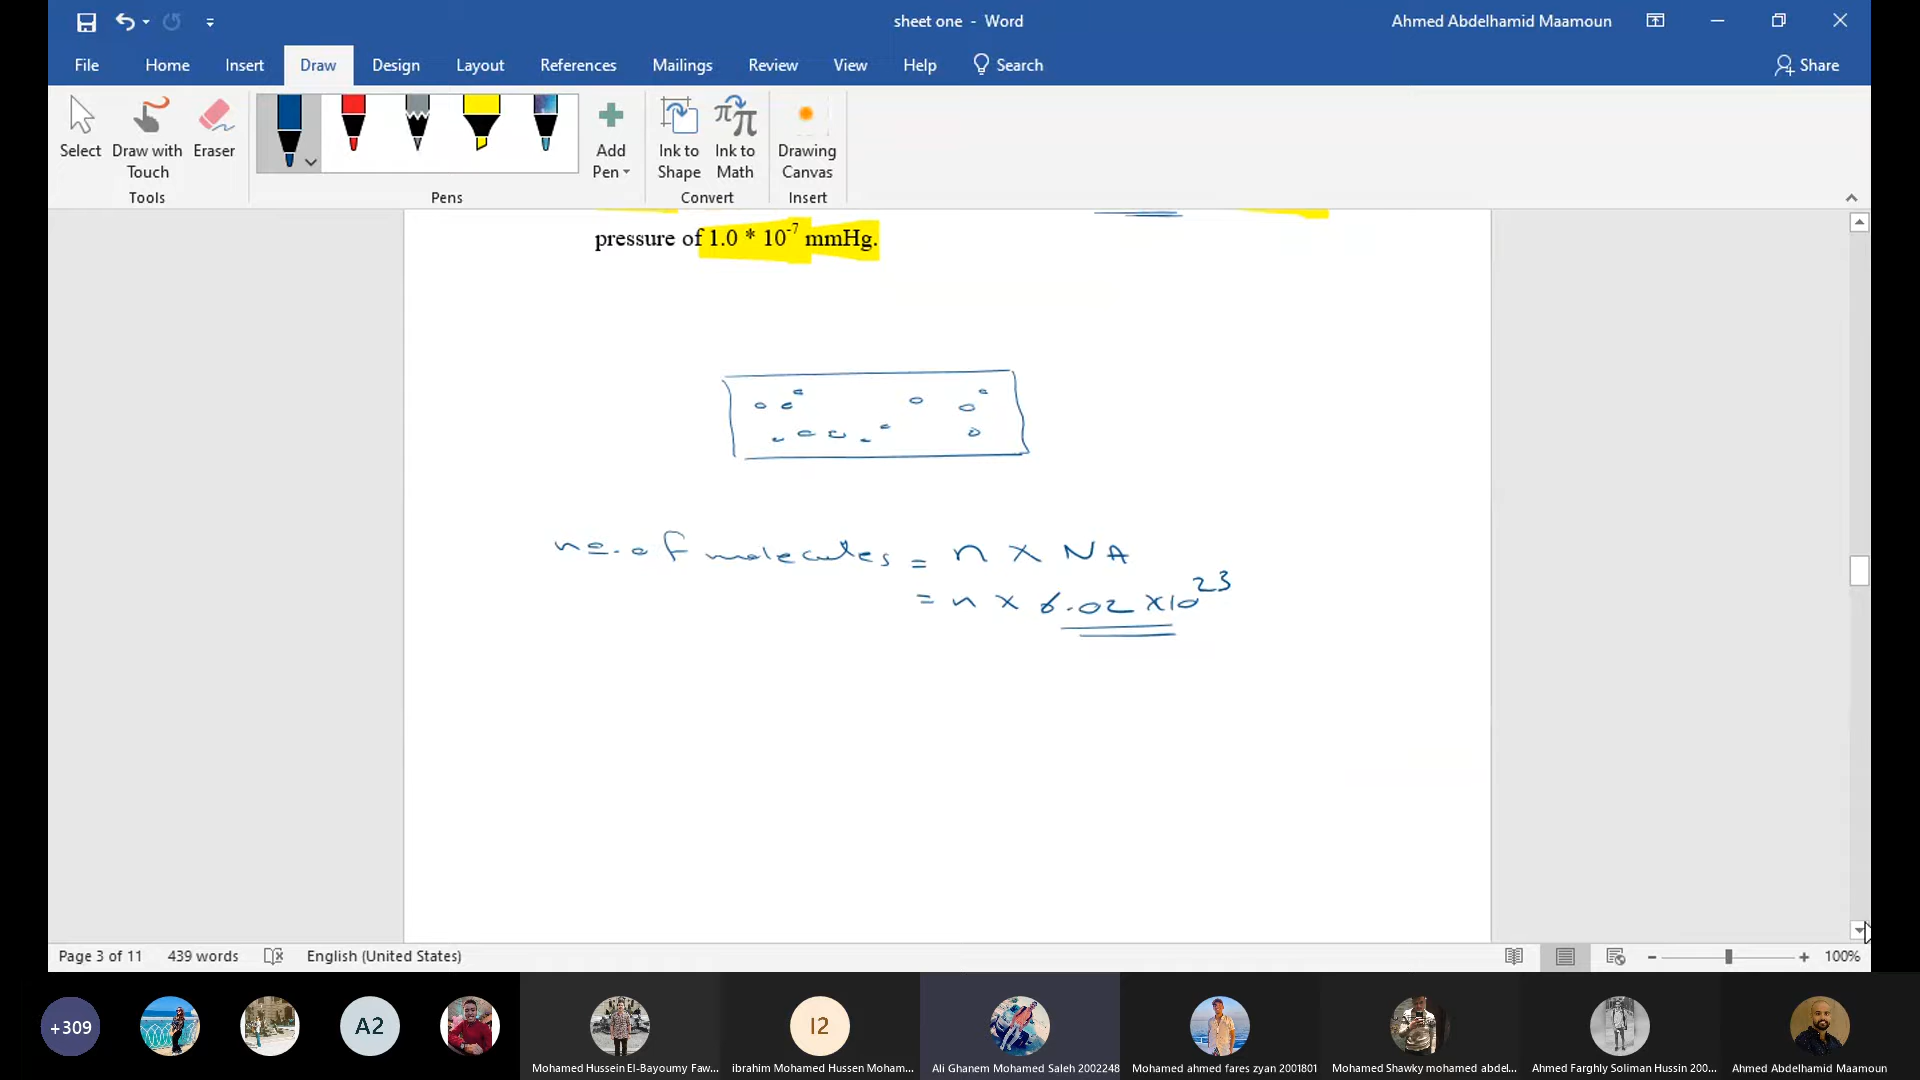 sheet one - Word
Ahmed Abdelhamid Maamoun
File Home Insert Draw Design Layout References Mailings Review View Help Search Share
Select
Draw with Touch
Eraser
Add Pen
Ink to Shape
Ink to Math
Drawing Canvas
Tools Pens Convert Insert
pressure of 1.0 * 10-7 mmHg.
no. of molecules = n x NA
= n x 6.02 x10 23
Page 3 of 11 439 words English (United States) 100%
+309 A2 I2
Mohamed Hussein El-Bayoumy Faw... ibrahim Mohamed Hussen Moham... Ali Ghanem Mohamed Saleh 2002248 Mohamed ahmed fares zyan 2001801 Mohamed Shawky mohamed abdel... Ahmed Farghly Soliman Hussin 200... Ahmed Abdelhamid Maamoun